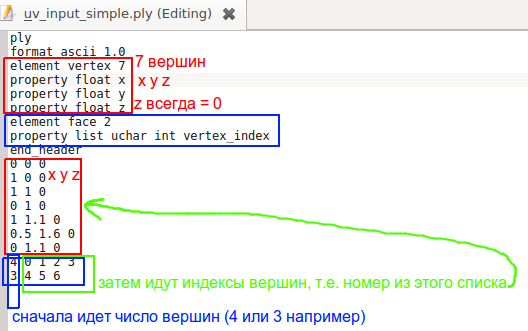 uv_input_simple.ply (Editing)
ply
format ascii 1.0
element vertex 7 7 вершин
property float x x y z
property float y
property float z z всегда = 0
element face 2
property list uchar int vertex_index
end_header
0 0 0 x y z
1 0 0
1 1 0
0 1 0
1 1.1 0
0.5 1.6 0
0 1.1 0
4 0 1 2 3
3 4 5 6
затем идут индексы вершин, т.е. номер из этого списка
сначала идет число вершин (4 или 3 например)